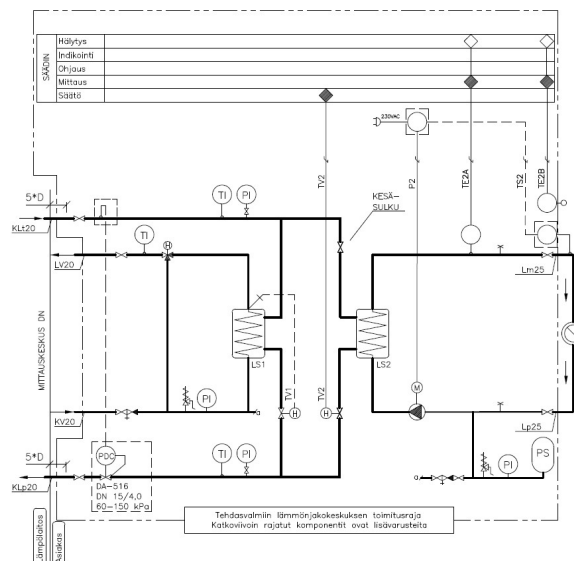 SÄÄDIN
Hälytys
Indikointi
Ohjaus
Mittaus
Säätö
230VAC
TV2
P2
TE2A
TS2
TE2B
5*D
TI
PI
KESÄ-
SULKU
KLt20
TI
H
LV20
Lm25
MITTAUSKESKUS DN
LS1
LS2
TV1
TV2
M
PI
H
H
KV20
Lp25
5*D
PDC
TI
PI
PI
PS
KLp20
DA-516
DN 15/4,0
60-150 kPa
Tehdasvalmiin lämmönjakokeskuksen toimitusraja
Katkoviivoin rajatut komponentit ovat lisävarusteita
Lämpölaitos
Asiakas